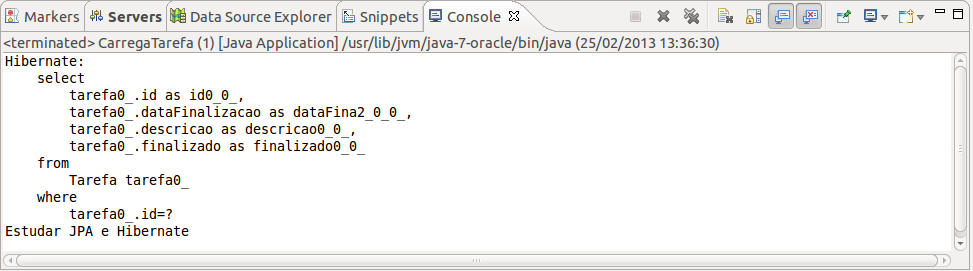 Markers Servers Data Source Explorer Snippets Console
<terminated> CarregaTarefa (1) [Java Application] /usr/lib/jvm/java-7-oracle/bin/java (25/02/2013 13:36:30)
Hibernate:
    select
        tarefa0_.id as id0_0_,
        tarefa0_.dataFinalizacao as dataFina2_0_0_,
        tarefa0_.descricao as descricao0_0_,
        tarefa0_.finalizado as finalizado0_0_
    from
        Tarefa tarefa0_
    where
        tarefa0_.id=?
Estudar JPA e Hibernate